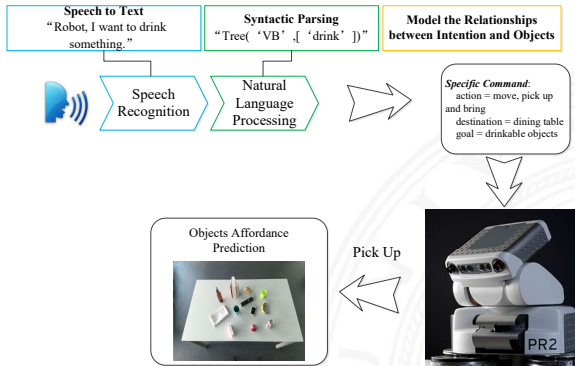 Speech to Text
“Robot, I want to drink
something.”
Syntactic Parsing
“Tree( ‘VB’ ,[ ‘drink’ ])”
Model the Relationships
between Intention and Objects
Speech
Recognition
Natural
Language
Processing
Specific Command:
action = move, pick up
and bring
destination = dining table
goal = drinkable objects
Objects Affordance
Prediction
Pick Up
PR2